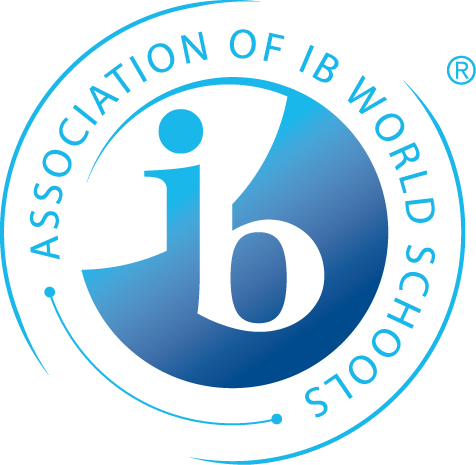 ASSOCIATION OF IB WORLD SCHOOLS
®
ib